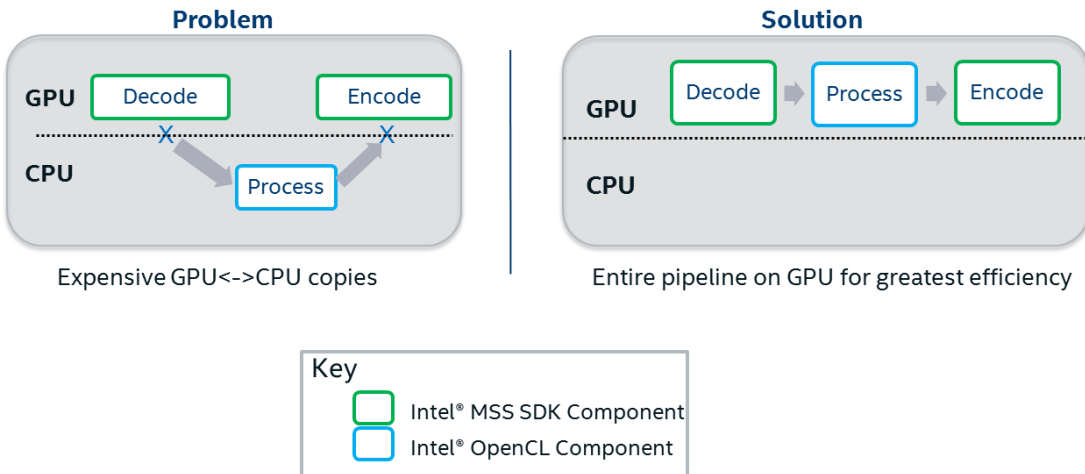 Problem
GPU
Decode
Encode
X
X
CPU
Process
Expensive GPU<->CPU copies
Solution
GPU
Decode
Process
Encode
CPU
Entire pipeline on GPU for greatest efficiency
Key
Intel® MSS SDK Component
Intel® OpenCL Component